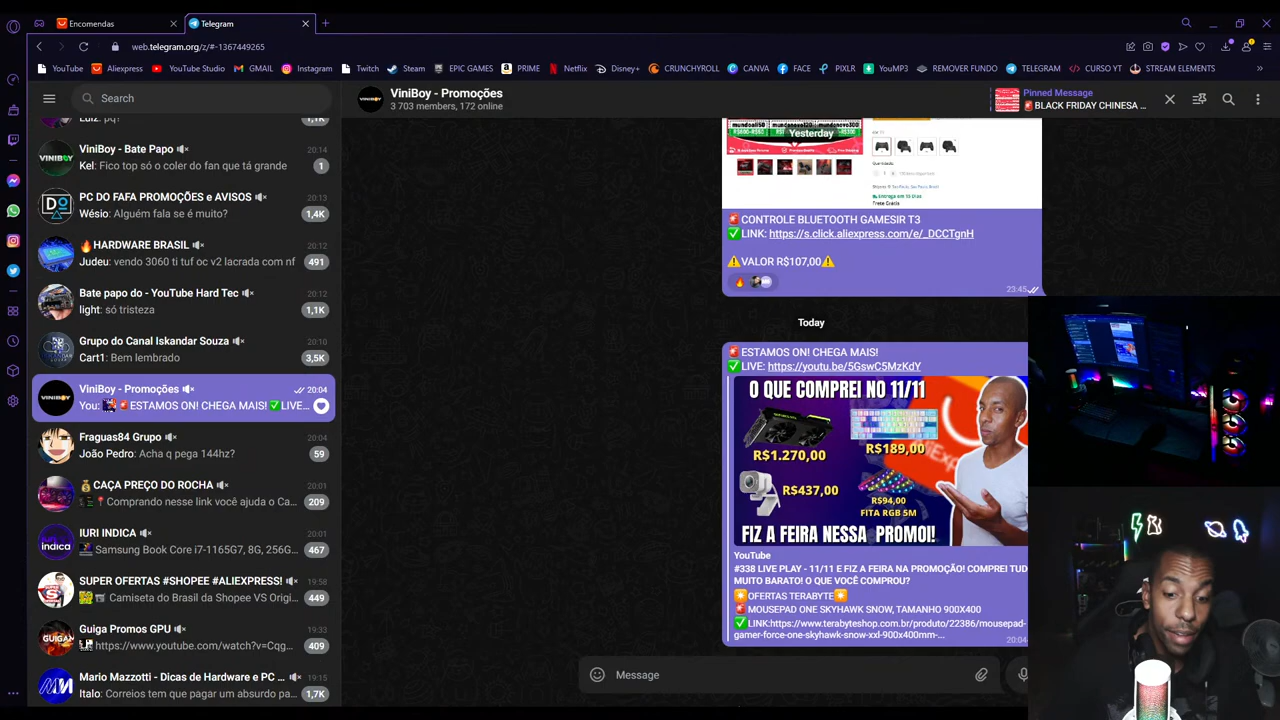 Encomendas
Telegram
web.telegram.org/z/#-1367449265
YouTube
Aliexpress
YouTube Studio
GMAIL
Instagram
Twitch
Steam
EPIC GAMES
PRIME
Netflix
Disney+
CRUNCHYROLL
CANVA
FACE
PIXLR
YouMP3
REMOVER FUNDO
TELEGRAM
CURSO YT
STREAM ELEMENTS
Search
ViniBoy - Promoções
3 703 members, 172 online
Pinned Message
🚨BLACK FRIDAY CHINESA ...
Luiz: pq?
1,1K
ViniBoy - Bate Papo
20:14
Felipe: Pensei no coler do fan que tá grande
1
20:13
Wésio: Alguém fala se é muito?
1,4K
🔥HARDWARE BRASIL
20:12
Judeu: vendo 3060 ti tuf oc v2 lacrada com nf
491
Bate papo do - YouTube Hard Tec
20:12
light: só tristeza
1,1K
Grupo do Canal Iskandar Souza
20:10
Cart1: Bem lembrado
3,5K
ViniBoy - Promoções
20:04
You: 🚨ESTAMOS ON! CHEGA MAIS! ✅LIVE...
20:04
João Pedro: Achar q pega 14hz?
59
💰CAÇA PREÇO DO ROCHA
20:01
📍Comprando nesse link você ajuda o Ca...
209
IURI INDICA
20:01
Samsung Book Core i7-1165G7, 8G, 256G...
467
SUPER OFERTAS #SHOPEE #ALIEXPRESS!
19:58
Camiseta do Brasil da Shopee VS Origi...
449
Guiga Promos GPU
19:33
https://www.youtube.com/watch?v=Cqg...
409
Mario Mazzotti - Dicas de Hardware e PC ...
Italo: Correios tem que pagar um absurdo pa...
1,7K
mundoali50 mundonovo120 mundonovo300
Yesterday
🚨CONTROLE BLUETOOTH GAMESIR T3
✅LINK: https://s.click.aliexpress.com/e/_DCCTgnH
⚠️VALOR R$107,00⚠️
23:45
Today
🚨ESTAMOS ON! CHEGA MAIS!
✅LIVE: https://youtu.be/5GswC5MzKdY
O QUE COMPREI NO 11/11
R$1.270,00
R$189,00
R$437,00
R$94,00
FITA RGB 5M
FIZ A FEIRA NESSA PROMO!
YouTube
#338 LIVE PLAY - 11/11 E FIZ A FEIRA NA PROMOÇÃO! COMPREI TUD
MUITO BARATO! O QUE VOCÊ COMPROU?
OFERTAS TERABYTE
🚨MOUSEPAD ONE SKYHAWK SNOW, TAMANHO 900X400
✅LINK:https://www.terabyteshop.com.br/produto/22386/mousepad-
gamer-force-one-skyhawk-snow-xxl-900x400mm-...
20:04
Message